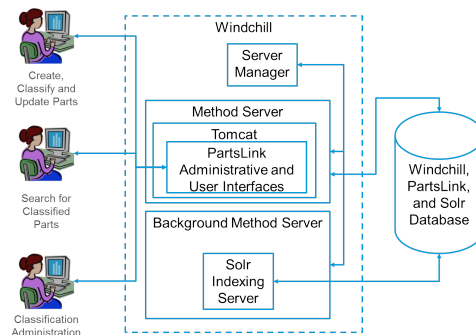 Windchill
Server
Manager
Create,
Classify and
Update Parts
Method Server
Tomcat
PartsLink
Administrative and
User Interfaces
Search for
Classified
Parts
Windchill,
PartsLink,
and Solr
Database
Background Method Server
Solr
Indexing
Server
Classification
Administration